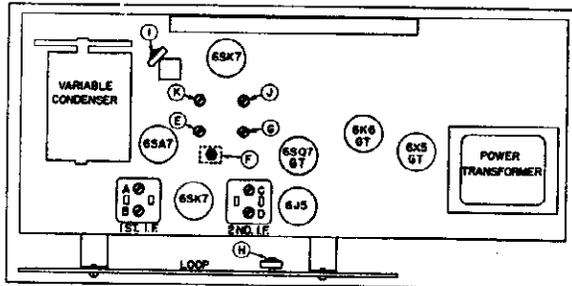 I
6SK7
VARIABLE
CONDENSER
K
J
E
G
6SA7
F
6SQ7
GT
6K6
GT
6X5
GT
POWER
TRANSFORMER
A
B
1ST. I.F.
6SK7
C
D
2ND. I.F.
6J5
LOOP
H